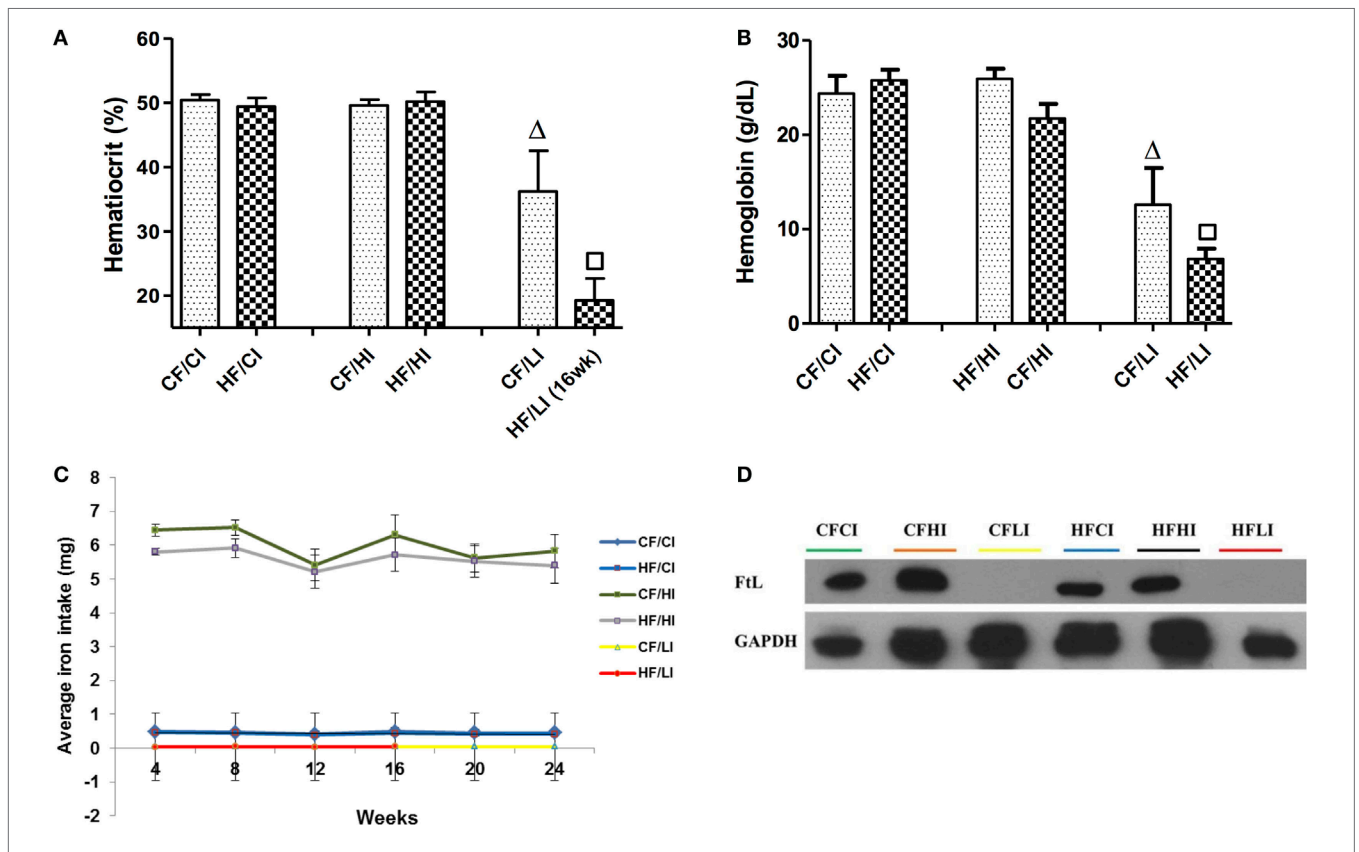 A
Hematiocrit (%)
60
50
40
30
20
Δ
□
CF/CI
HF/CI
CF/HI
HF/HI
CF/LI
HF/LI (16wk)
B
Hemoglobin (g/dL)
30
20
10
0
Δ
□
CF/CI
HF/CI
HF/HI
CF/HI
CF/LI
HF/LI
C
Average iron intake (mg)
8
7
6
5
4
3
2
1
0
-1
-2
4 8 12 16 20 24
Weeks
CF/CI
HF/CI
CF/HI
HF/HI
CF/LI
HF/LI
D
CFCI CFHI CFLI HFCI HFHI HFLI
FtL
GAPDH